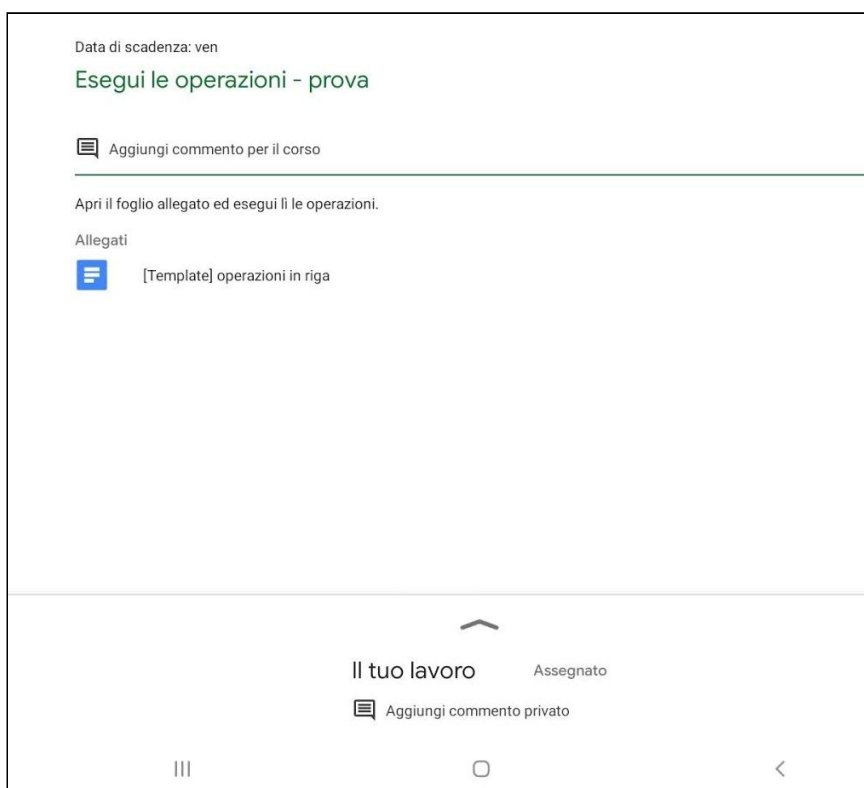 Data di scadenza: ven
Esegui le operazioni - prova
Aggiungi commento per il corso
Apri il foglio allegato ed esegui lì le operazioni.
Allegati
[Template] operazioni in riga
Il tuo lavoro Assegnato
Aggiungi commento privato